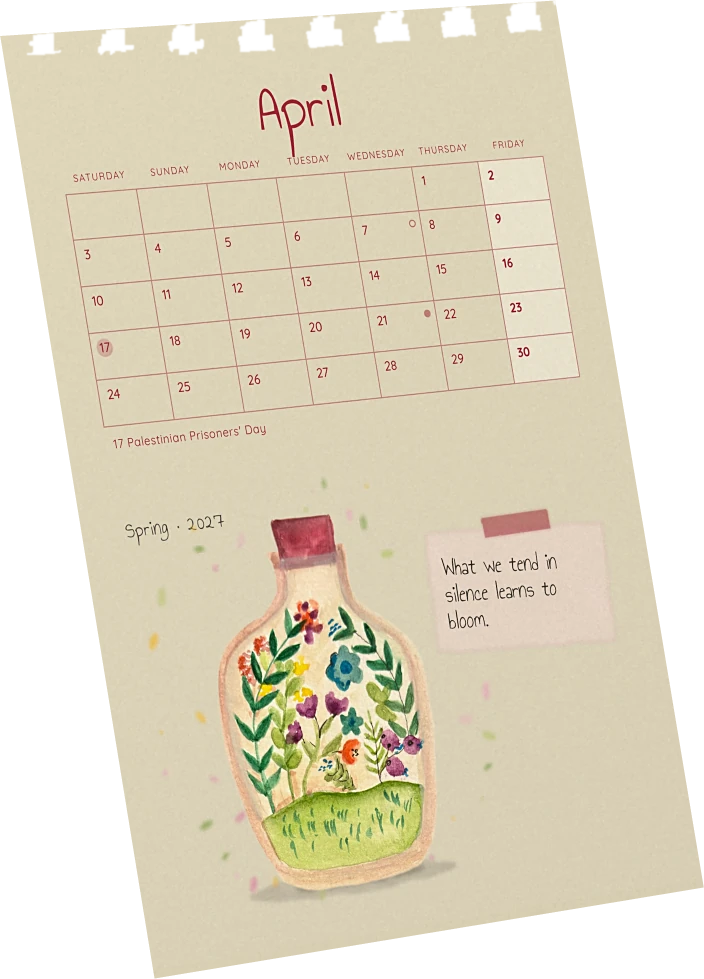 April
SATURDAY SUNDAY MONDAY TUESDAY WEDNESDAY THURSDAY FRIDAY
1 2
3 4 5 6 7 8 9
10 11 12 13 14 15 16
17 18 19 20 21 22 23
24 25 26 27 28 29 30
17 Palestinian Prisoners' Day
Spring · 2027
What we tend in
silence learns to
bloom.